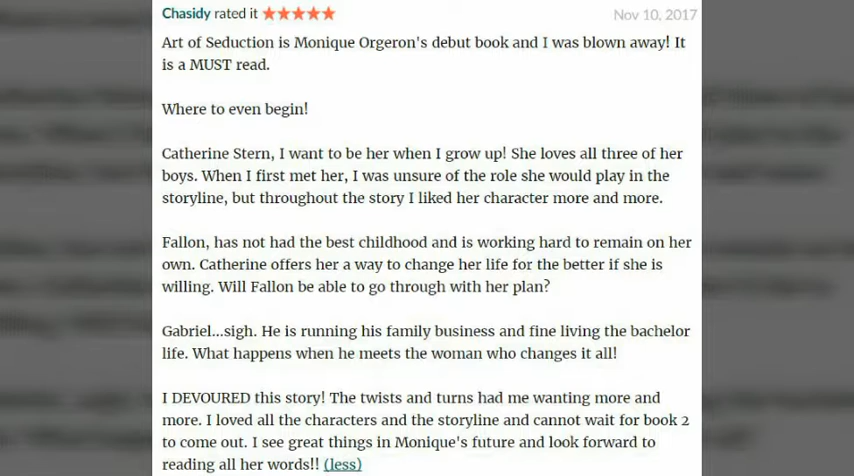 Chasidy rated it ★★★★★ Nov 10, 2017
Art of Seduction is Monique Orgeron's debut book and I was blown away! It
is a MUST read.
Where to even begin!
Catherine Stern, I want to be her when I grow up! She loves all three of her
boys. When I first met her, I was unsure of the role she would play in the
storyline, but throughout the story I liked her character more and more.
Fallon, has not had the best childhood and is working hard to remain on her
own. Catherine offers her a way to change her life for the better if she is
willing. Will Fallon be able to go through with her plan?
Gabriel...sigh. He is running his family business and fine living the bachelor
life. What happens when he meets the woman who changes it all!
I DEVOURED this story! The twists and turns had me wanting more and
more. I loved all the characters and the storyline and cannot wait for book 2
to come out. I see great things in Monique's future and look forward to
reading all her words!! (less)